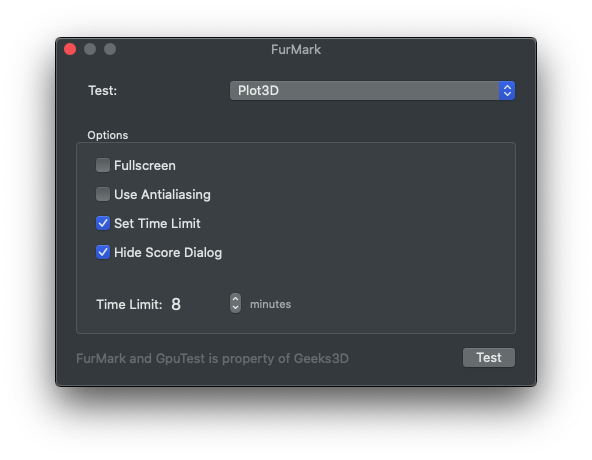 FurMark
Test: Plot3D
Options
Fullscreen
Use Antialiasing
Set Time Limit
Hide Score Dialog
Time Limit: 8 minutes
FurMark and GpuTest is property of Geeks3D Test